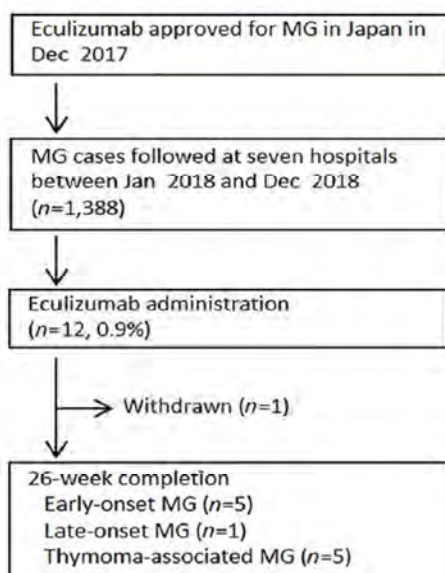 Eculizumab approved for MG in Japan in
Dec 2017
MG cases followed at seven hospitals
between Jan 2018 and Dec 2018
(n=1,388)
Eculizumab administration
(n=12, 0.9%)
Withdrawn (n=1)
26-week completion
Early-onset MG (n=5)
Late-onset MG (n=1)
Thymoma-associated MG (n=5)